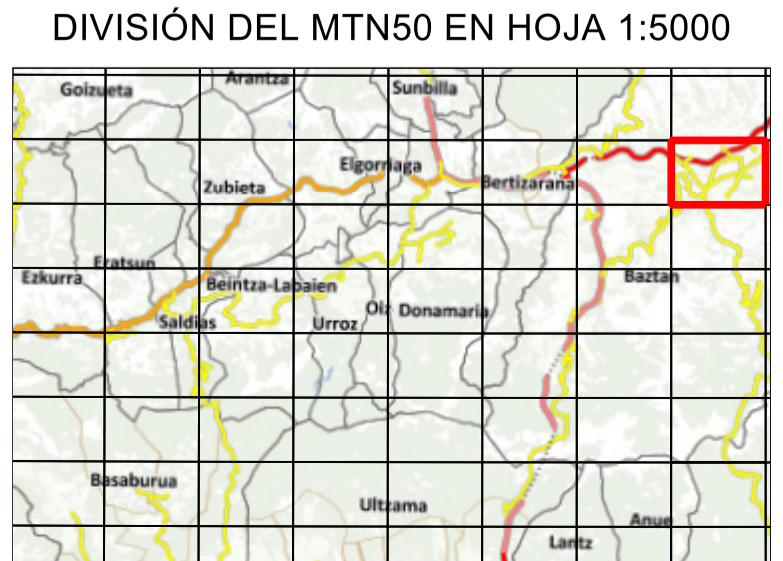 DIVISIÓN DEL MTN50 EN HOJA 1:5000
Arantza
Goizueta
Sunbilla
Elgorriaga
Zubieta
Bertizarana
Eratsun
Ezkurra
Beintza-Labaien
Baztan
Oiz
Donamaria
Saldias
Urroz
Basaburua
Ultzama
Anue
Lantz